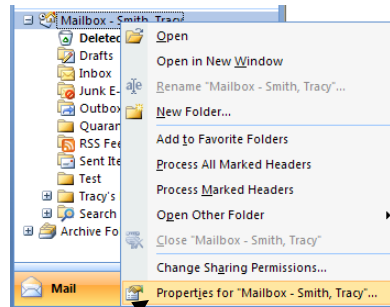 Mailbox - Smith, Tracy
Deleted
Drafts
Inbox
Junk E-
Outbox
Quaran
RSS Fee
Sent Ite
Test
Tracy's
Search
Archive Fo
Mail
Open
Open in New Window
Rename "Mailbox - Smith, Tracy"...
New Folder...
Add to Favorite Folders
Process All Marked Headers
Process Marked Headers
Open Other Folder
Close "Mailbox - Smith, Tracy"
Change Sharing Permissions...
Properties for "Mailbox - Smith, Tracy"...